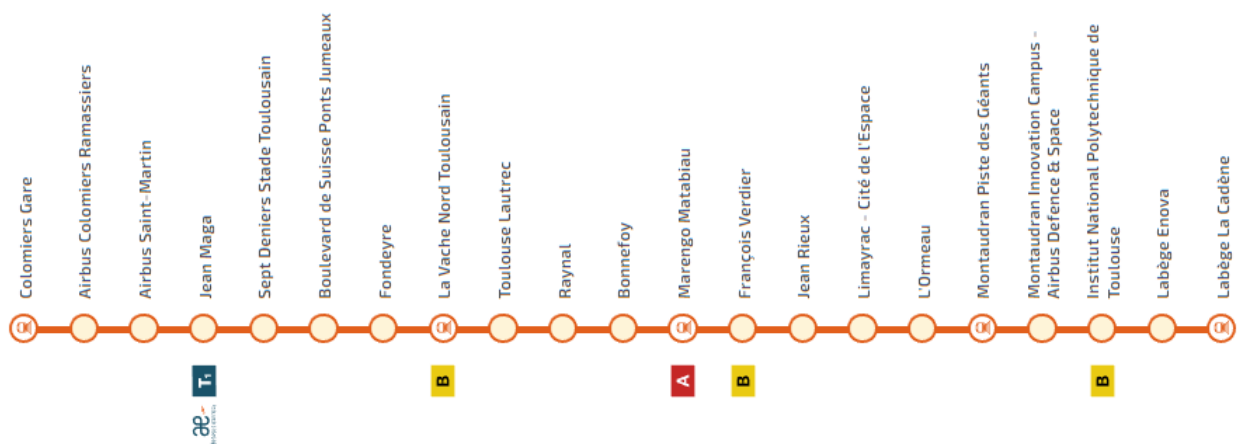 Colomiers Gare
Airbus Colomiers Ramassiers
Airbus Saint-Martin
Jean Maga
T1
Sept Deniers Stade Toulousain
Boulevard de Suisse Ponts Jumeaux
Fondeyre
La Vache Nord Toulousain
B
Toulouse Lautrec
Raynal
Bonnefoy
Marengo Matabiau
A
François Verdier
B
Jean Rieux
Limayrac - Cité de l'Espace
L'Ormeau
Montaudran Piste des Géants
Montaudran Innovation Campus -
Airbus Defence & Space
Institut National Polytechnique de
Toulouse
B
Labège Enova
Labège La Cadène